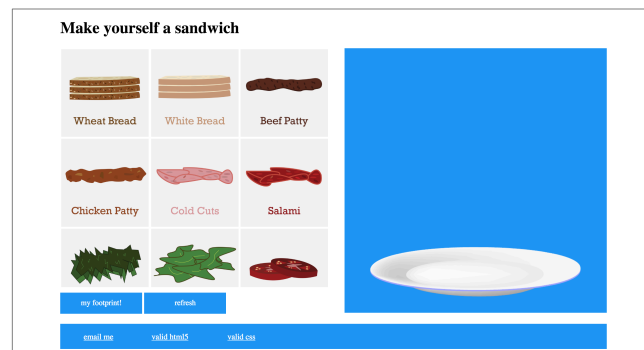 Make yourself a sandwich
Wheat Bread
White Bread
Beef Patty
Chicken Patty
Cold Cuts
Salami
my footprint!
refresh
email me
valid html5
valid css